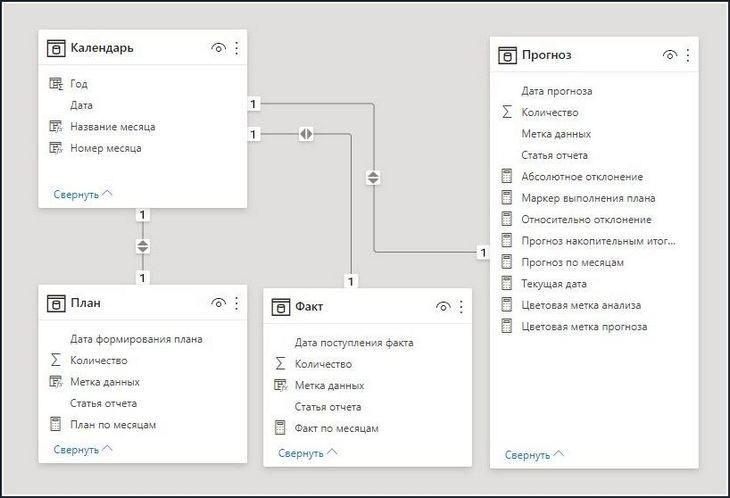 Календарь
Год
Дата
Название месяца
Номер месяца
Свернуть
1
1
1
1
1
1
План
Дата формирования плана
Количество
Метка данных
Статья отчета
План по месяцам
Свернуть
Факт
Дата поступления факта
Количество
Метка данных
Статья отчета
Факт по месяцам
Свернуть
Прогноз
Дата прогноза
Количество
Метка данных
Статья отчета
Абсолютное отклонение
Маркер выполнения плана
Относительно отклонение
Прогноз накопительным итог...
Прогноз по месяцам
Текущая дата
Цветовая метка анализа
Цветовая метка прогноза
Свернуть